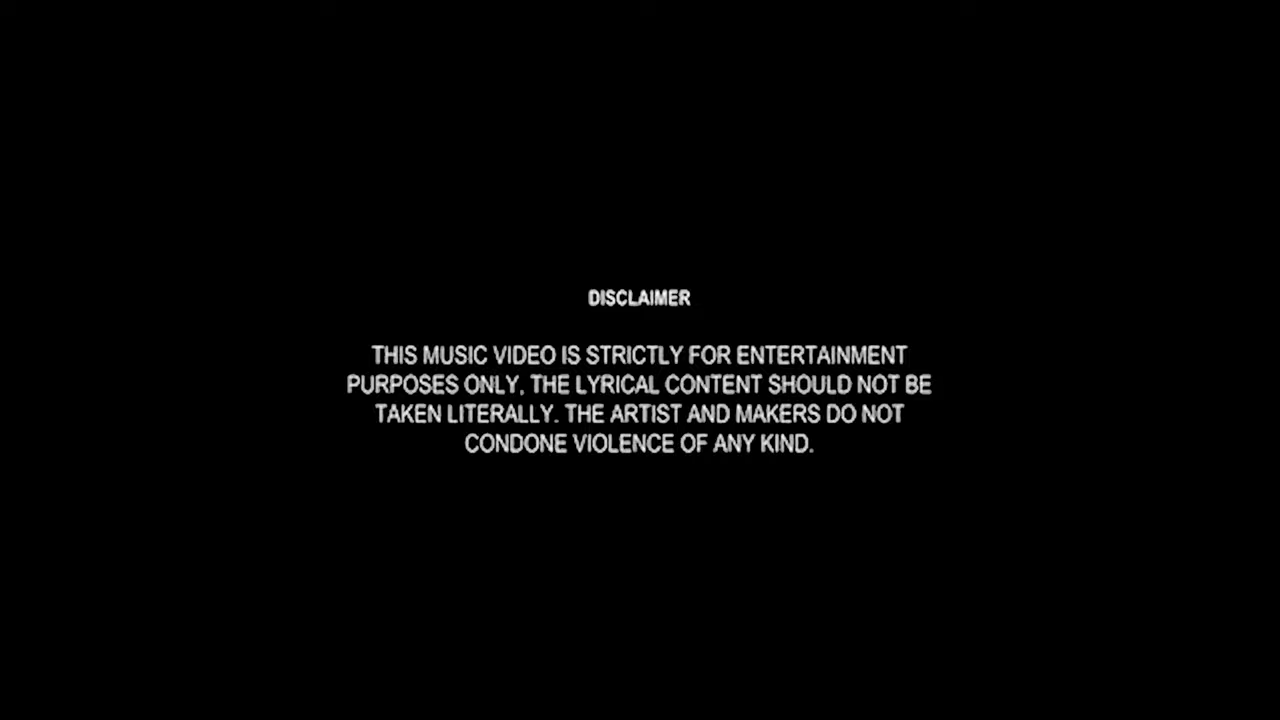 DISCLAIMER
THIS MUSIC VIDEO IS STRICTLY FOR ENTERTAINMENT
PURPOSES ONLY, THE LYRICAL CONTENT SHOULD NOT BE
TAKEN LITERALLY. THE ARTIST AND MAKERS DO NOT
CONDONE VIOLENCE OF ANY KIND.